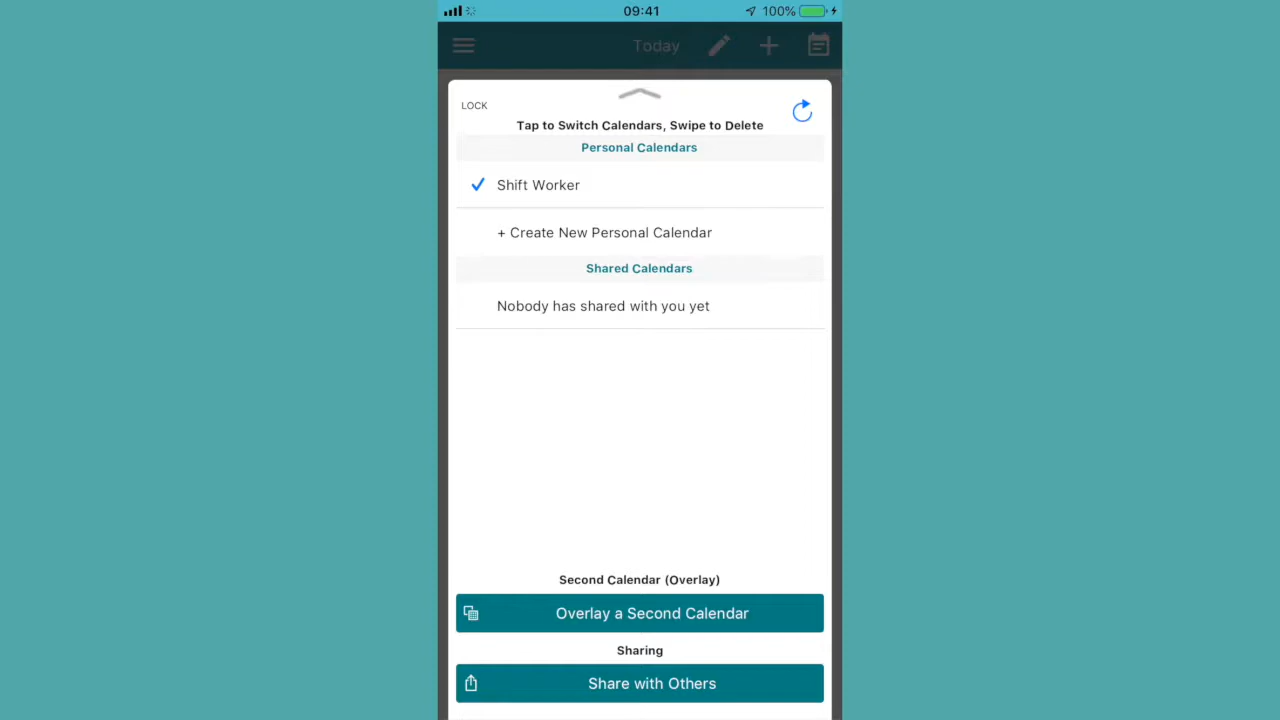 09:41
100%
Today
LOCK
Tap to Switch Calendars, Swipe to Delete
Personal Calendars
Shift Worker
+ Create New Personal Calendar
Shared Calendars
Nobody has shared with you yet
Second Calendar (Overlay)
Overlay a Second Calendar
Sharing
Share with Others